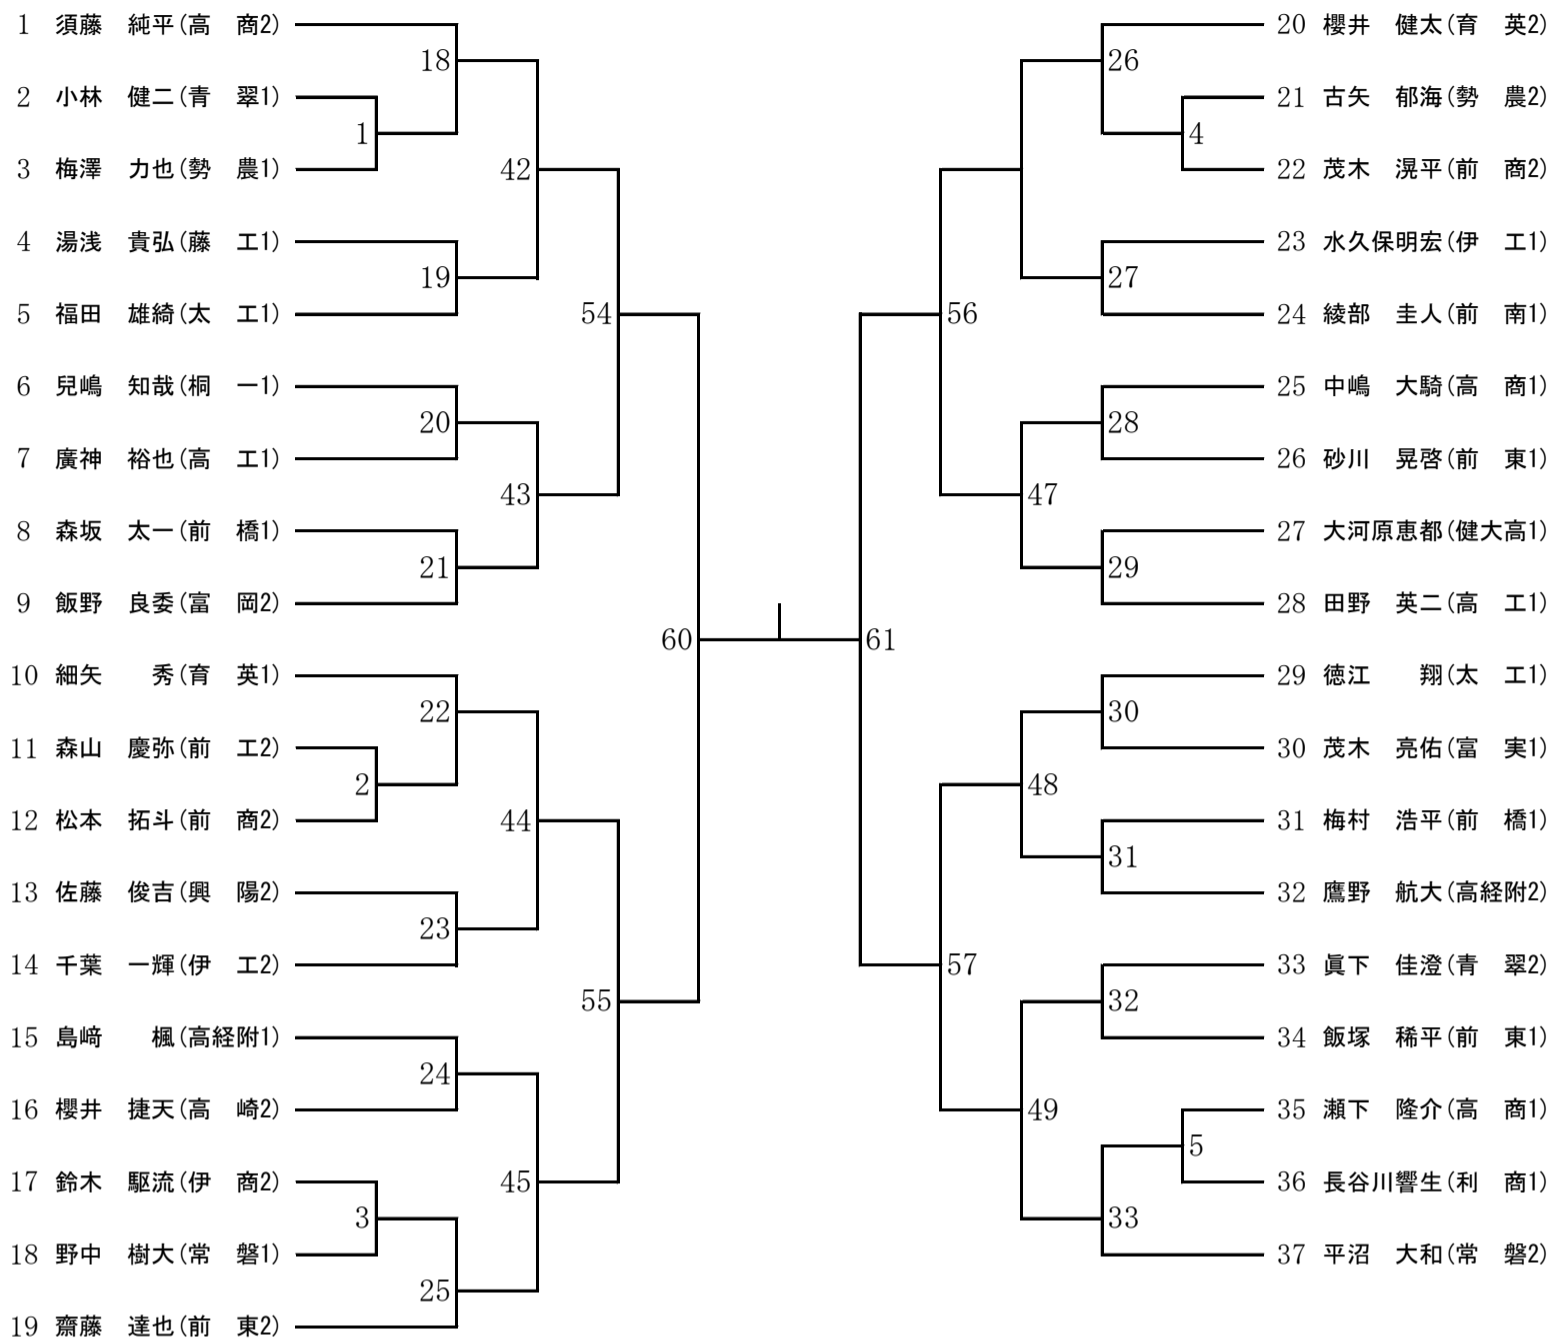 1 須藤 純平(高 商2)
2 小林 健二(青 翠1)
3 梅澤 力也(勢 農1)
4 湯浅 貴弘(藤 工1)
5 福田 雄綺(太 工1)
6 兒嶋 知哉(桐 一1)
7 廣神 裕也(高 工1)
8 森坂 太一(前 橋1)
9 飯野 良委(富 岡2)
10 細矢 秀(育 英1)
11 森山 慶弥(前 工2)
12 松本 拓斗(前 商2)
13 佐藤 俊吉(興 陽2)
14 千葉 一輝(伊 工2)
15 島﨑 楓(高経附1)
16 櫻井 捷天(高 崎2)
17 鈴木 駆流(伊 商2)
18 野中 樹大(常 磐1)
19 齋藤 達也(前 東2)
1
2
3
18
19
20
21
22
23
24
25
42
43
44
45
54
55
60
61
56
57
47
48
49
26
27
28
29
30
31
32
33
4
5
20 櫻井 健太(育 英2)
21 古矢 郁海(勢 農2)
22 茂木 滉平(前 商2)
23 水久保明宏(伊 工1)
24 綾部 圭人(前 南1)
25 中嶋 大騎(高 商1)
26 砂川 晃啓(前 東1)
27 大河原恵都(健大高1)
28 田野 英二(高 工1)
29 徳江 翔(太 工1)
30 茂木 亮佑(富 実1)
31 梅村 浩平(前 橋1)
32 鷹野 航大(高経附2)
33 眞下 佳澄(青 翠2)
34 飯塚 稀平(前 東1)
35 瀬下 隆介(高 商1)
36 長谷川響生(利 商1)
37 平沼 大和(常 磐2)